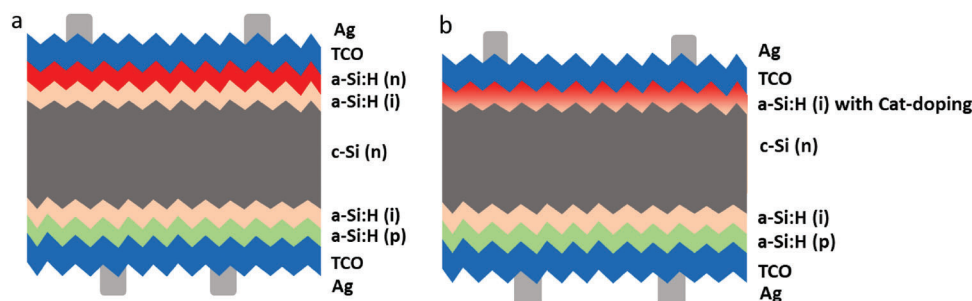 a
Ag
TCO
a-Si:H (n)
a-Si:H (i)
c-Si (n)
a-Si:H (i)
a-Si:H (p)
TCO
Ag
b
Ag
TCO
a-Si:H (i) with Cat-doping
c-Si (n)
a-Si:H (i)
a-Si:H (p)
TCO
Ag